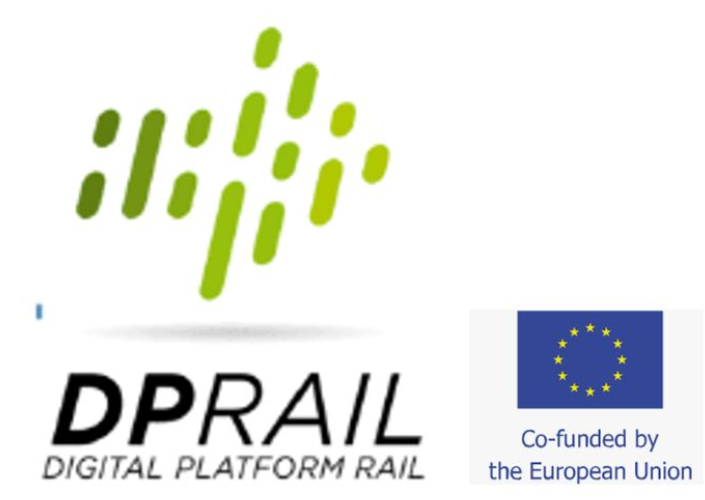 DPRAIL
DIGITAL PLATFORM RAIL
Co-funded by
the European Union